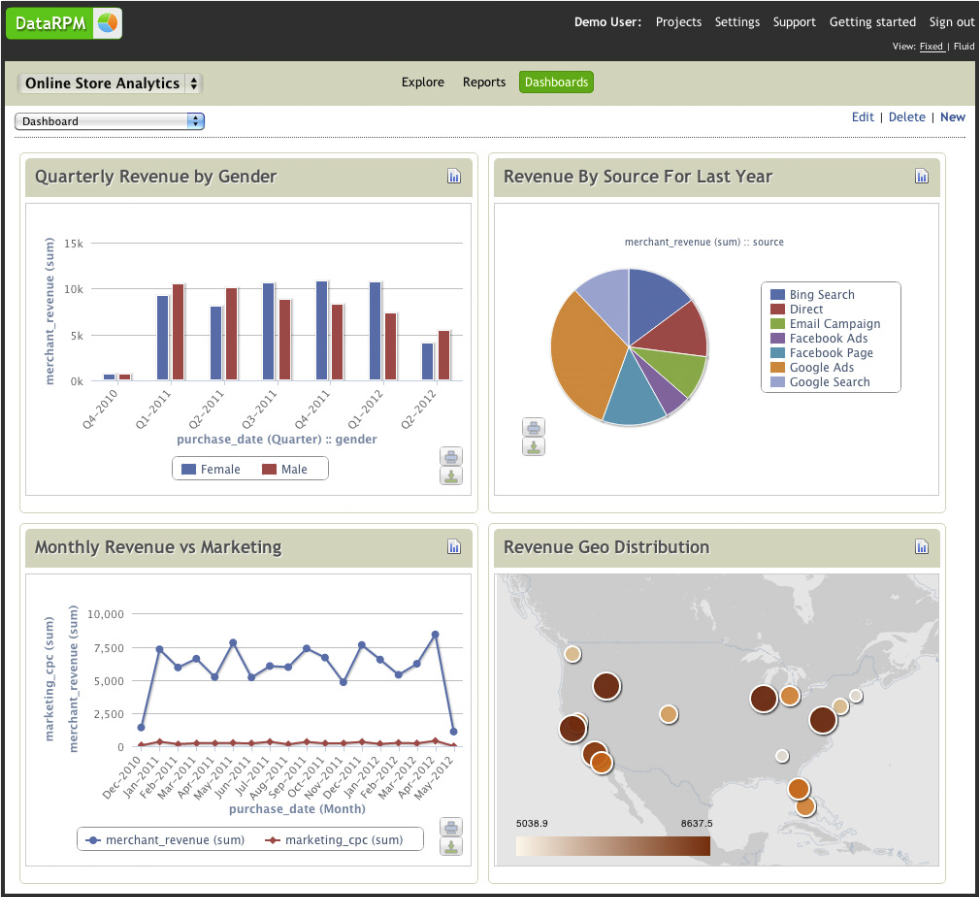 DataRPM
Demo User: Projects Settings Support Getting started Sign out
View: Fixed | Fluid
Online Store Analytics
Explore Reports Dashboards
Dashboard
Edit | Delete | New
Quarterly Revenue by Gender
merchant_revenue (sum)
15k
10k
5k
0k
Q4-2010
Q1-2011
Q2-2011
Q3-2011
Q4-2011
Q1-2012
Q2-2012
purchase_date (Quarter) :: gender
Female Male
Revenue By Source For Last Year
merchant_revenue (sum) :: source
Bing Search
Direct
Email Campaign
Facebook Ads
Facebook Page
Google Ads
Google Search
Monthly Revenue vs Marketing
marketing_cpc (sum)
merchant_revenue (sum)
10,000
7,500
5,000
2,500
0
Dec-2010
Jan-2011
Feb-2011
Mar-2011
Apr-2011
May-2011
Jun-2011
Jul-2011
Aug-2011
Sep-2011
Oct-2011
Nov-2011
Dec-2011
Jan-2012
Feb-2012
Mar-2012
Apr-2012
May-2012
purchase_date (Month)
merchant_revenue (sum) marketing_cpc (sum)
Revenue Geo Distribution
5038.9 8637.5